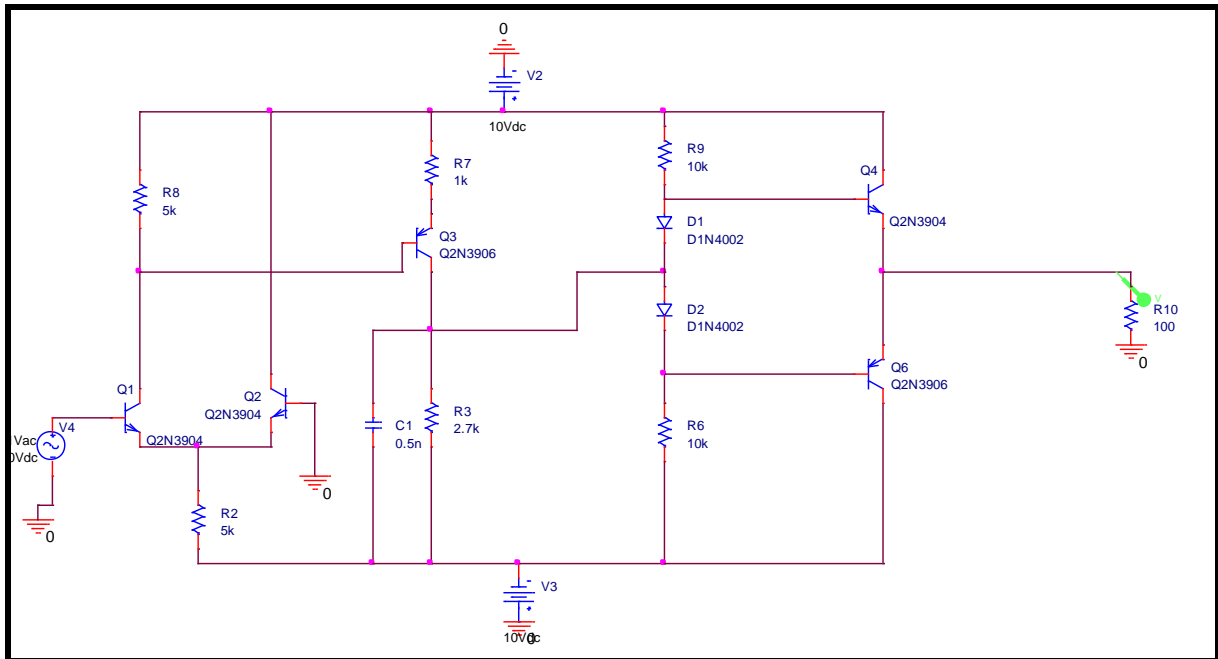 0
V2
10Vdc
R8
5k
R7
1k
Q3
Q2N3906
R9
10k
D1
D1N4002
D2
D1N4002
Q4
Q2N3904
V
R10
100
0
Q6
Q2N3906
Q1
Q2N3904
V4
Vac
0Vdc
0
Q2
Q2N3904
0
C1
0.5n
R3
2.7k
R6
10k
R2
5k
V3
-
+